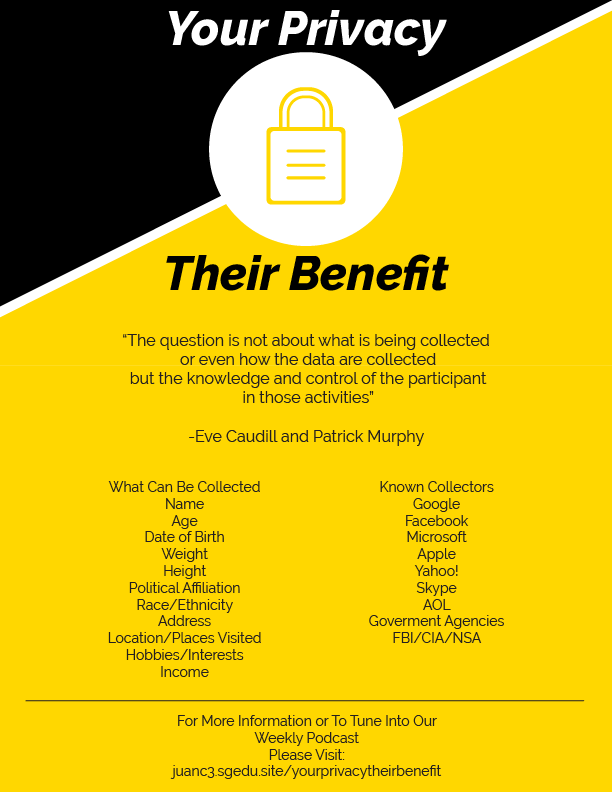 Your Privacy
Their Benefit
“The question is not about what is being collected
or even how the data are collected
but the knowledge and control of the participant
in those activities”
-Eve Caudill and Patrick Murphy
What Can Be Collected
Name
Age
Date of Birth
Weight
Height
Political Affiliation
Race/Ethnicity
Address
Location/Places Visited
Hobbies/Interests
Income
Known Collectors
Google
Facebook
Microsoft
Apple
Yahoo!
Skype
AOL
Goverment Agencies
FBI/CIA/NSA
For More Information or To Tune Into Our
Weekly Podcast
Please Visit:
juanc3.sgedu.site/yourprivacytheirbenefit